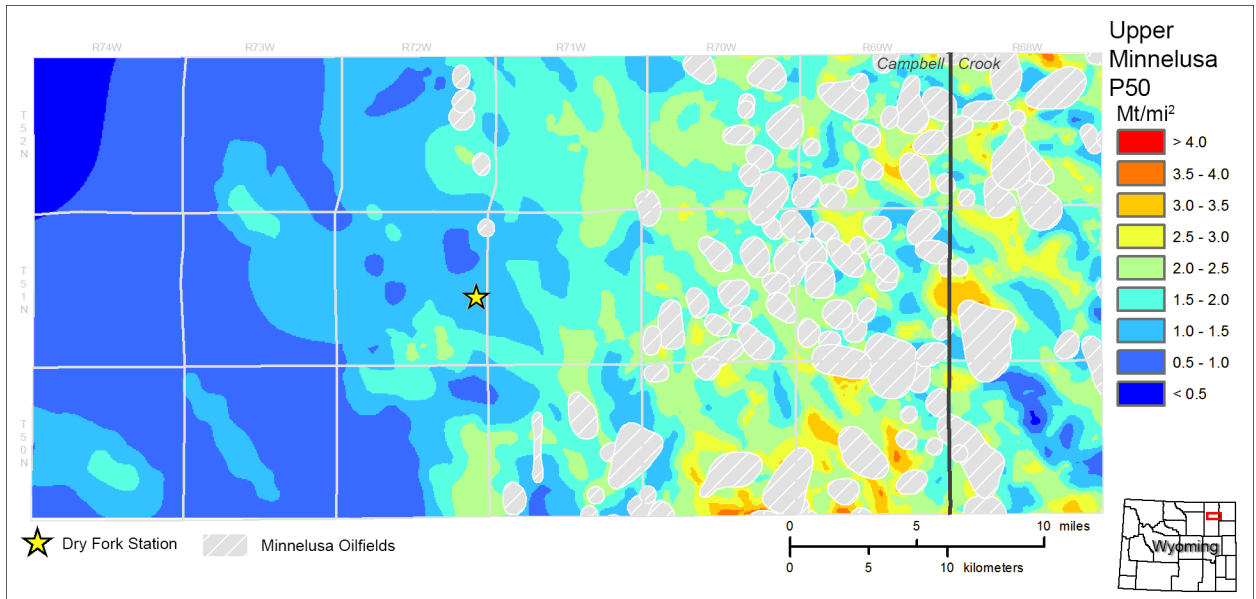 R74W R73W R72W R71W R70W R69W R68W
Campbell Crook
T52N
T51N
T50N
Upper
Minnelusa
P50
Mt/mi²
> 4.0
3.5 - 4.0
3.0 - 3.5
2.5 - 3.0
2.0 - 2.5
1.5 - 2.0
1.0 - 1.5
0.5 - 1.0
< 0.5
Dry Fork Station
Minnelusa Oilfields
0 5 10 miles
0 5 10 kilometers
Wyoming